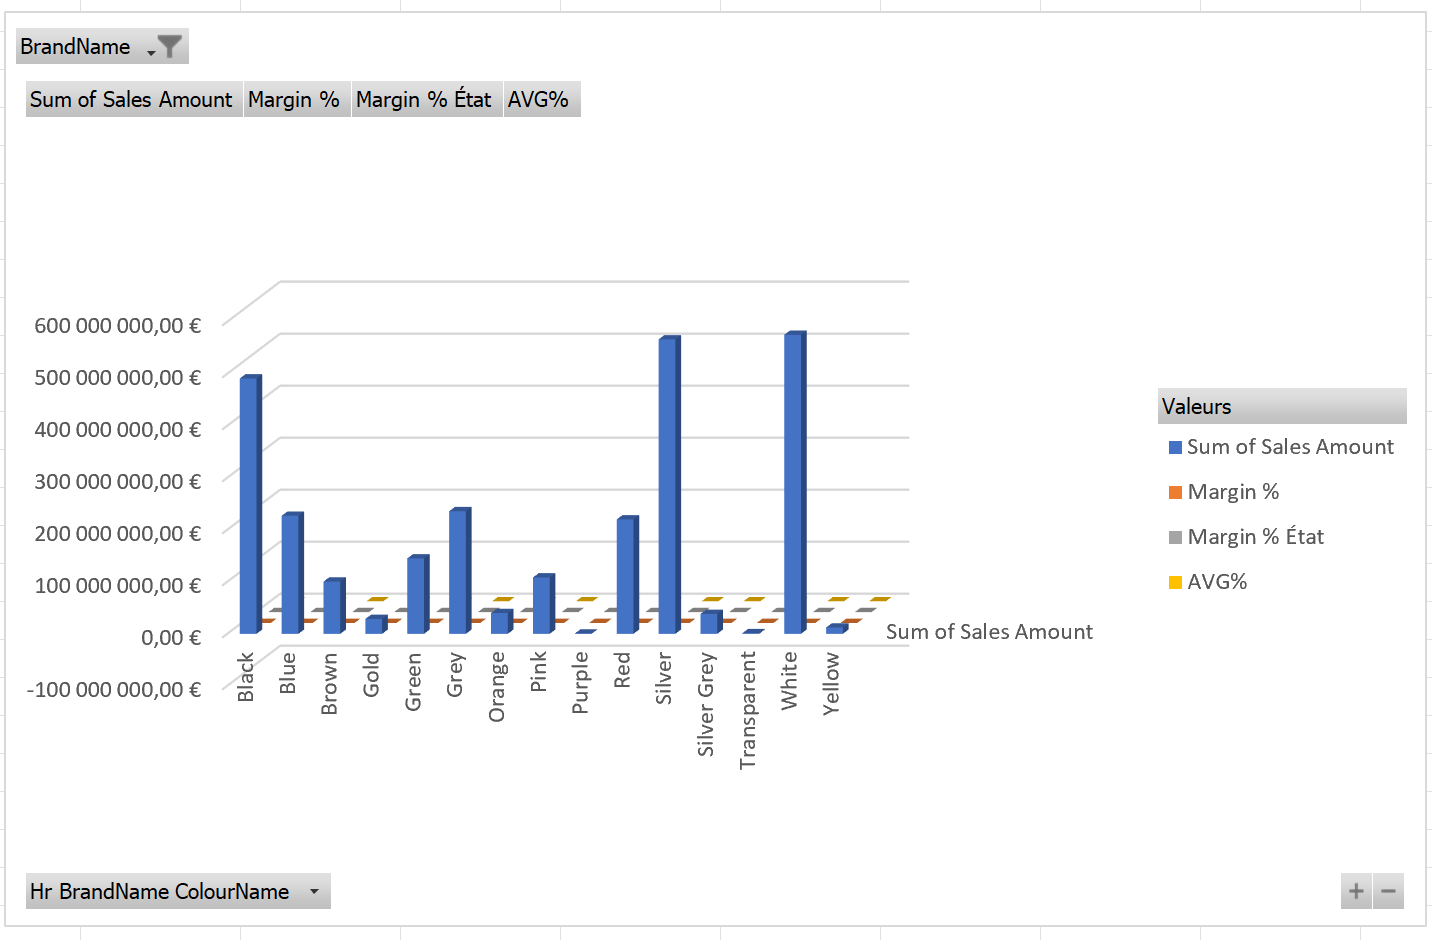 BrandName
Sum of Sales Amount Margin % Margin % État AVG%
600 000 000,00 €
500 000 000,00 €
400 000 000,00 €
300 000 000,00 €
200 000 000,00 €
100 000 000,00 €
0,00 €
-100 000 000,00 €
Black
Blue
Brown
Gold
Green
Grey
Orange
Pink
Purple
Red
Silver
Silver Grey
Transparent
White
Yellow
Sum of Sales Amount
Valeurs
Sum of Sales Amount
Margin %
Margin % État
AVG%
Hr BrandName ColourName
+ −